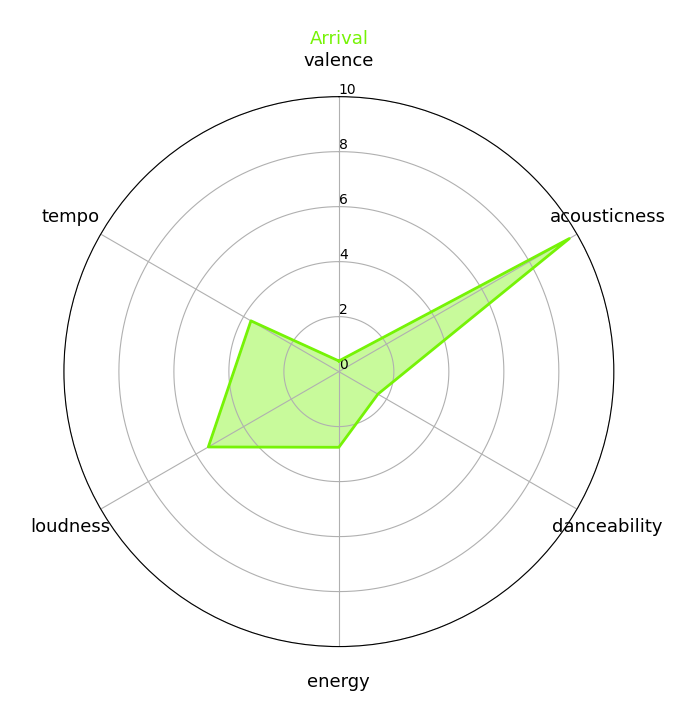 Arrival
valence
10
8
6
4
2
0
tempo
acousticness
loudness
danceability
energy